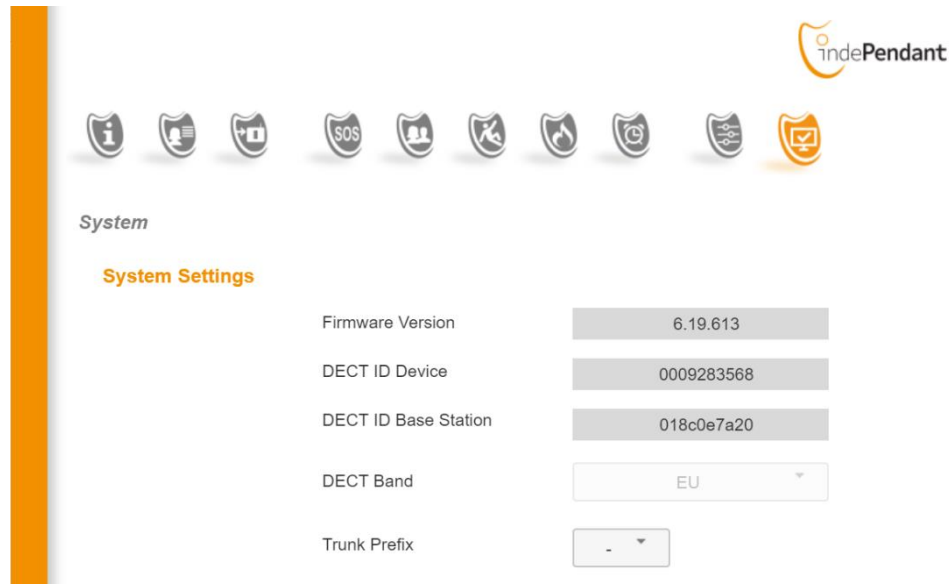 indePendant
SOS
System
System Settings
Firmware Version 6.19.613
DECT ID Device 0009283568
DECT ID Base Station 018c0e7a20
DECT Band EU
Trunk Prefix -